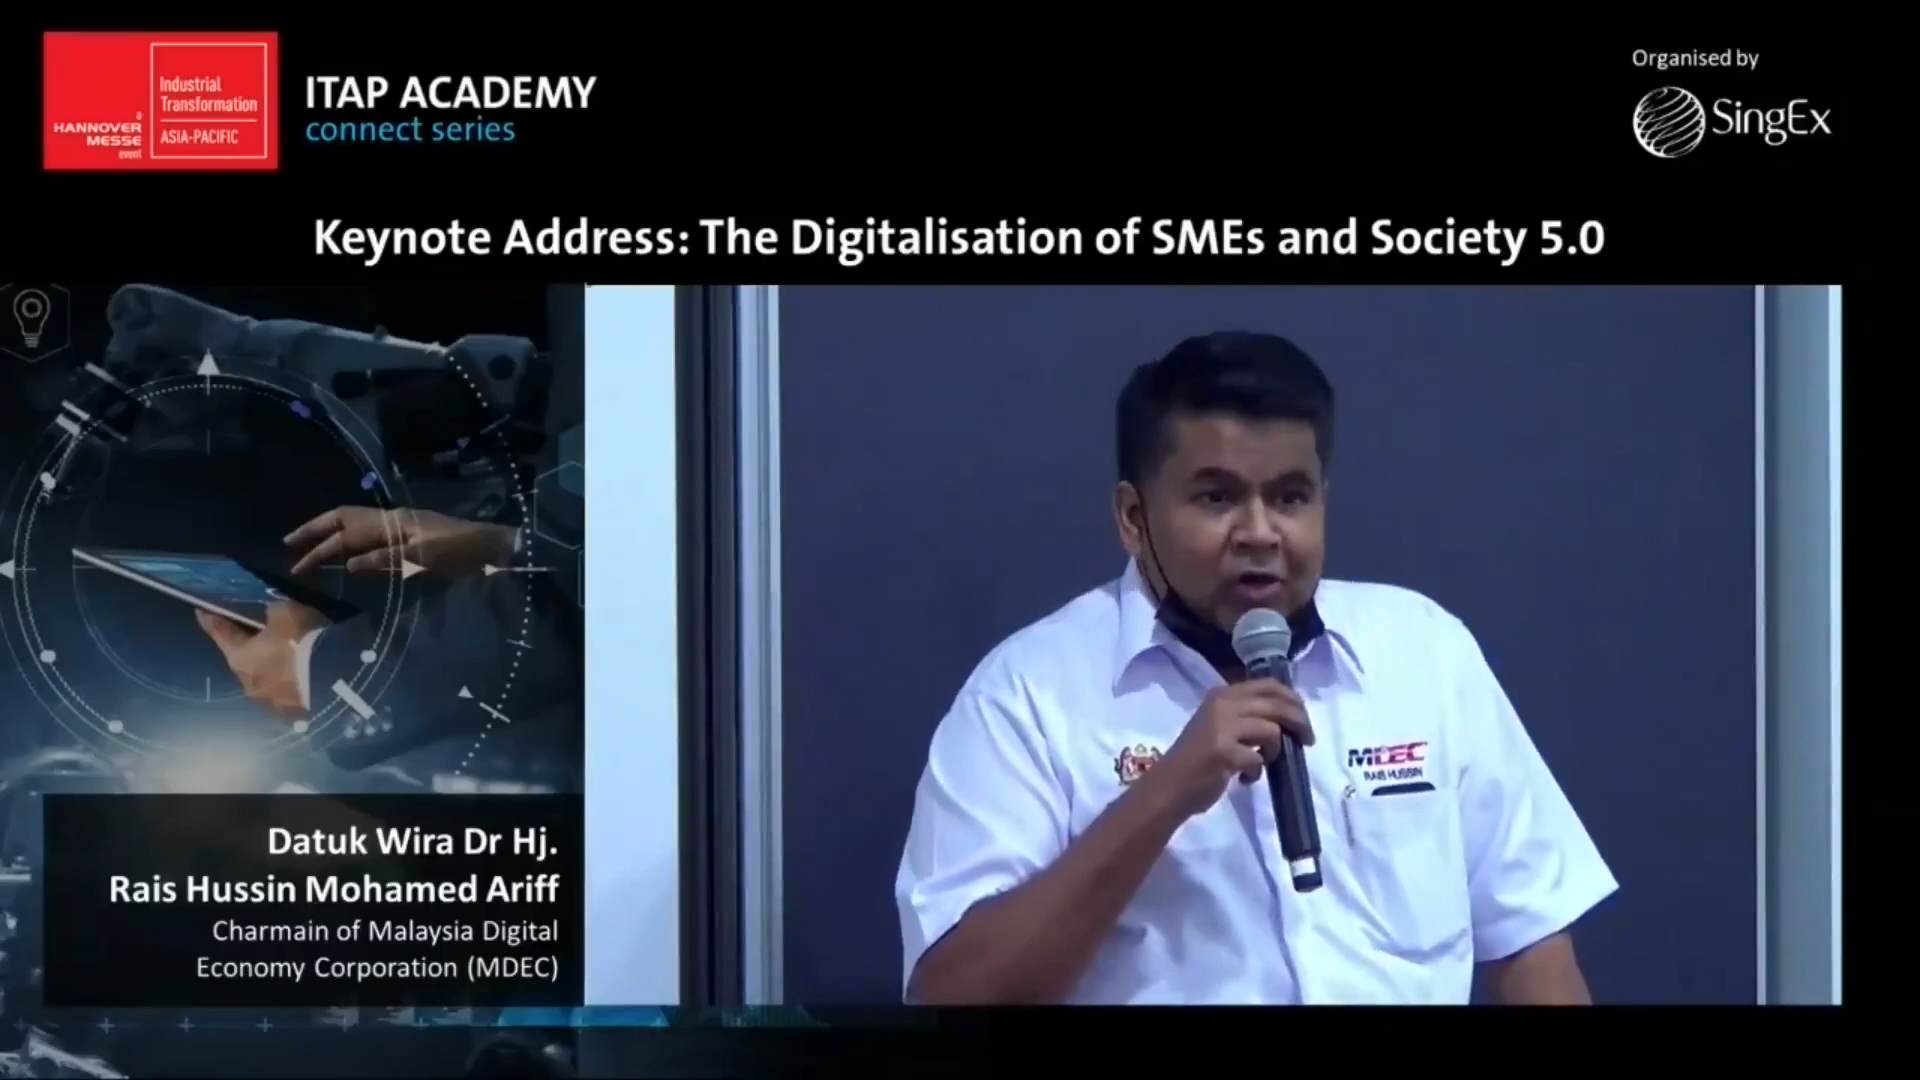 a
HANNOVER
MESSE
event
Industrial
Transformation
ASIA-PACIFIC
ITAP ACADEMY
connect series
Organised by
SingEx
Keynote Address: The Digitalisation of SMEs and Society 5.0
MDEC
RAIS HUSSIN
Datuk Wira Dr Hj.
Rais Hussin Mohamed Ariff
Charmain of Malaysia Digital
Economy Corporation (MDEC)